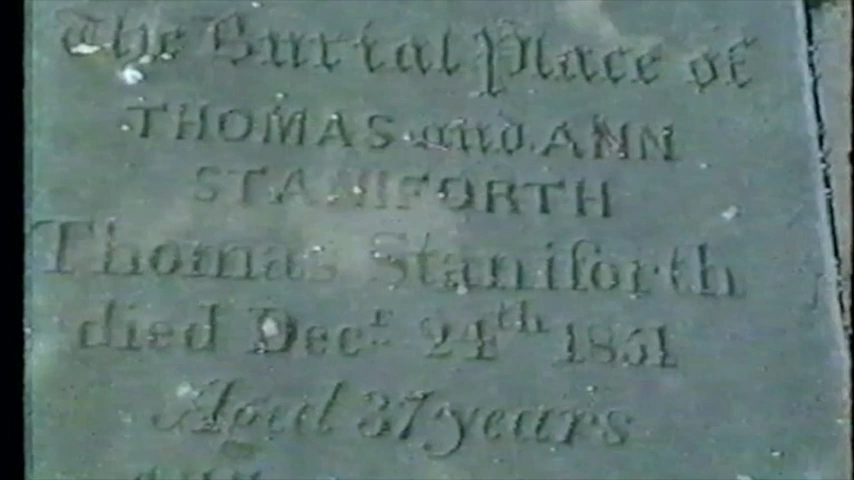 The Burial Place of
THOMAS and ANN
STANIFORTH
Thomas Staniforth
died Decr 24th 1851
Aged 37 years